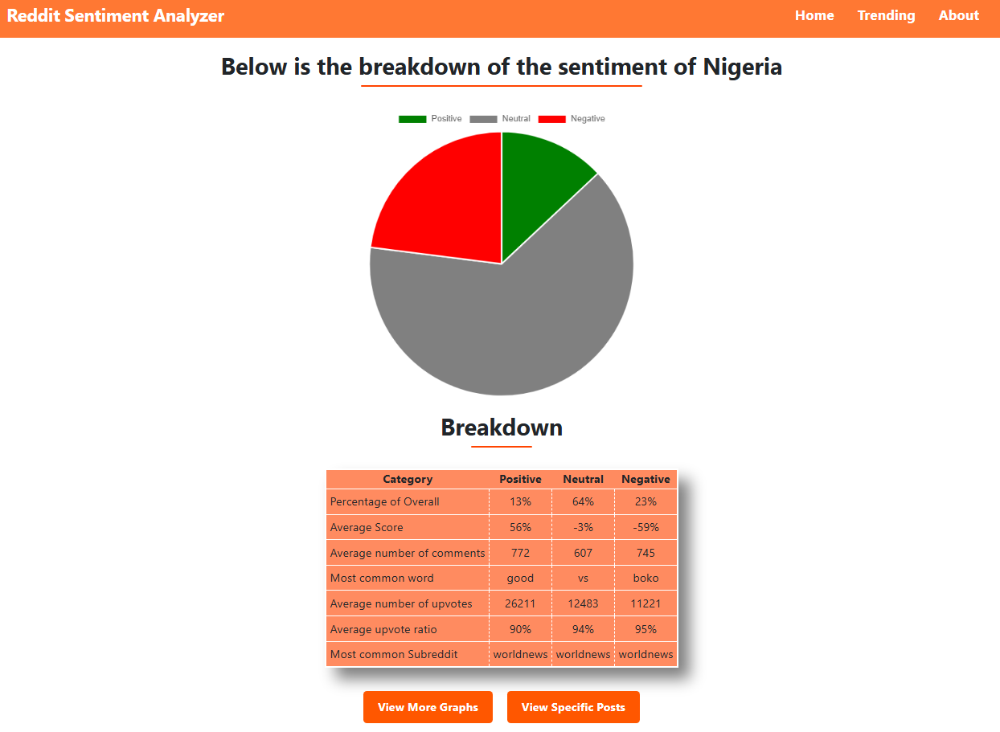 Reddit Sentiment Analyzer Home Trending About
Below is the breakdown of the sentiment of Nigeria
Positive Neutral Negative
Breakdown
Category Positive Neutral Negative
Percentage of Overall 13% 64% 23%
Average Score 56% -3% -59%
Average number of comments 772 607 745
Most common word good vs boko
Average number of upvotes 26211 12483 11221
Average upvote ratio 90% 94% 95%
Most common Subreddit worldnews worldnews worldnews
View More Graphs View Specific Posts